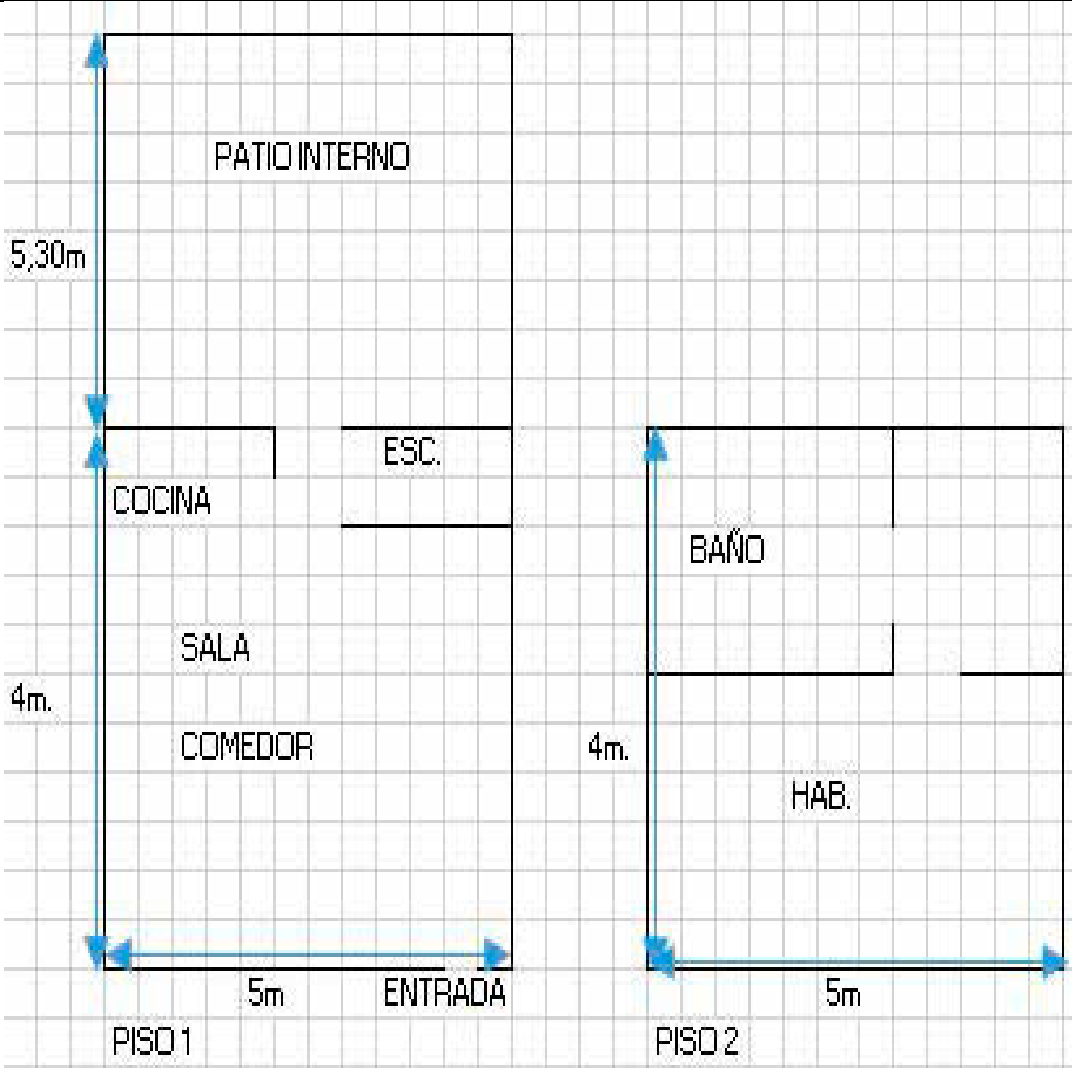 PATIO INTERNO
5,30m
ESC.
COCINA
BAÑO
SALA
4m.
COMEDOR
4m.
HAB.
5m
ENTRADA
5m
PISO 1
PISO 2